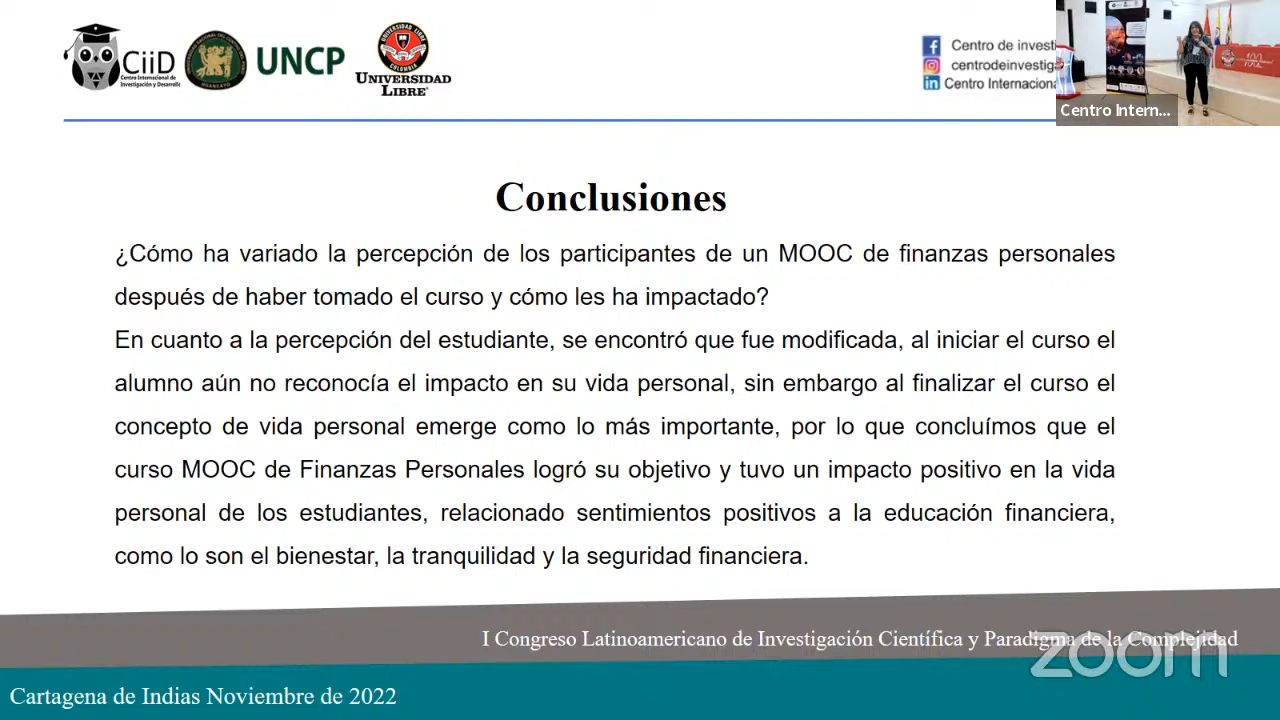 CiiD
Centro Internacional de
Investigación y Desarrollo
UNCP
UNIVERSIDAD LIBRE
COLOMBIA
UNIVERSIDAD
LIBRE
Centro de investi
centrodeinvestiga
Centro Internaciona
Centro Intern...
Conclusiones
¿Cómo ha variado la percepción de los participantes de un MOOC de finanzas personales
después de haber tomado el curso y cómo les ha impactado?
En cuanto a la percepción del estudiante, se encontró que fue modificada, al iniciar el curso el
alumno aún no reconocía el impacto en su vida personal, sin embargo al finalizar el curso el
concepto de vida personal emerge como lo más importante, por lo que concluímos que el
curso MOOC de Finanzas Personales logró su objetivo y tuvo un impacto positivo en la vida
personal de los estudiantes, relacionado sentimientos positivos a la educación financiera,
como lo son el bienestar, la tranquilidad y la seguridad financiera.
I Congreso Latinoamericano de Investigación Científica y Paradigma de la Complejidad
zoom
Cartagena de Indias Noviembre de 2022